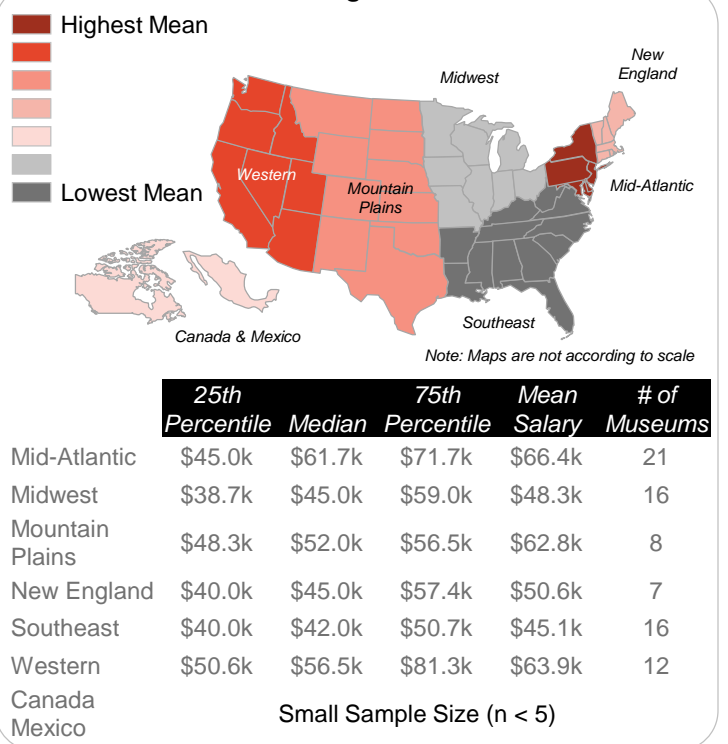 Highest Mean
New
England
Midwest
Western
Mountain
Plains
Mid-Atlantic
Lowest Mean
Southeast
Canada & Mexico
Note: Maps are not according to scale
25th Percentile Median 75th Percentile Mean Salary # of Museums
Mid-Atlantic $45.0k $61.7k $71.7k $66.4k 21
Midwest $38.7k $45.0k $59.0k $48.3k 16
Mountain Plains $48.3k $52.0k $56.5k $62.8k 8
New England $40.0k $45.0k $57.4k $50.6k 7
Southeast $40.0k $42.0k $50.7k $45.1k 16
Western $50.6k $56.5k $81.3k $63.9k 12
Canada Mexico Small Sample Size (n < 5)